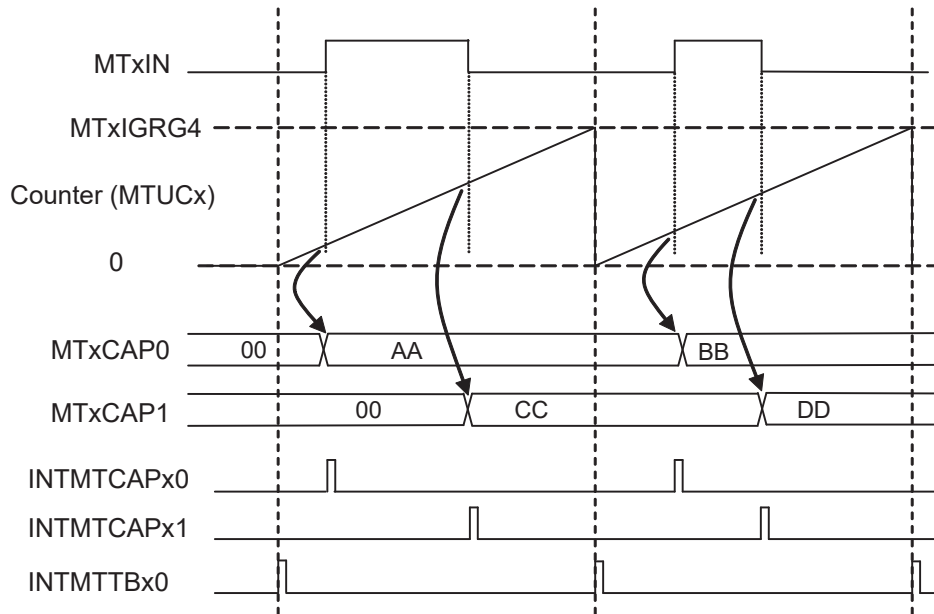 MTxIN
MTxIGRG4
Counter (MTUCx)
0
MTxCAP0 00 AA BB
MTxCAP1 00 CC DD
INTMTCAPx0
INTMTCAPx1
INTMTTBx0